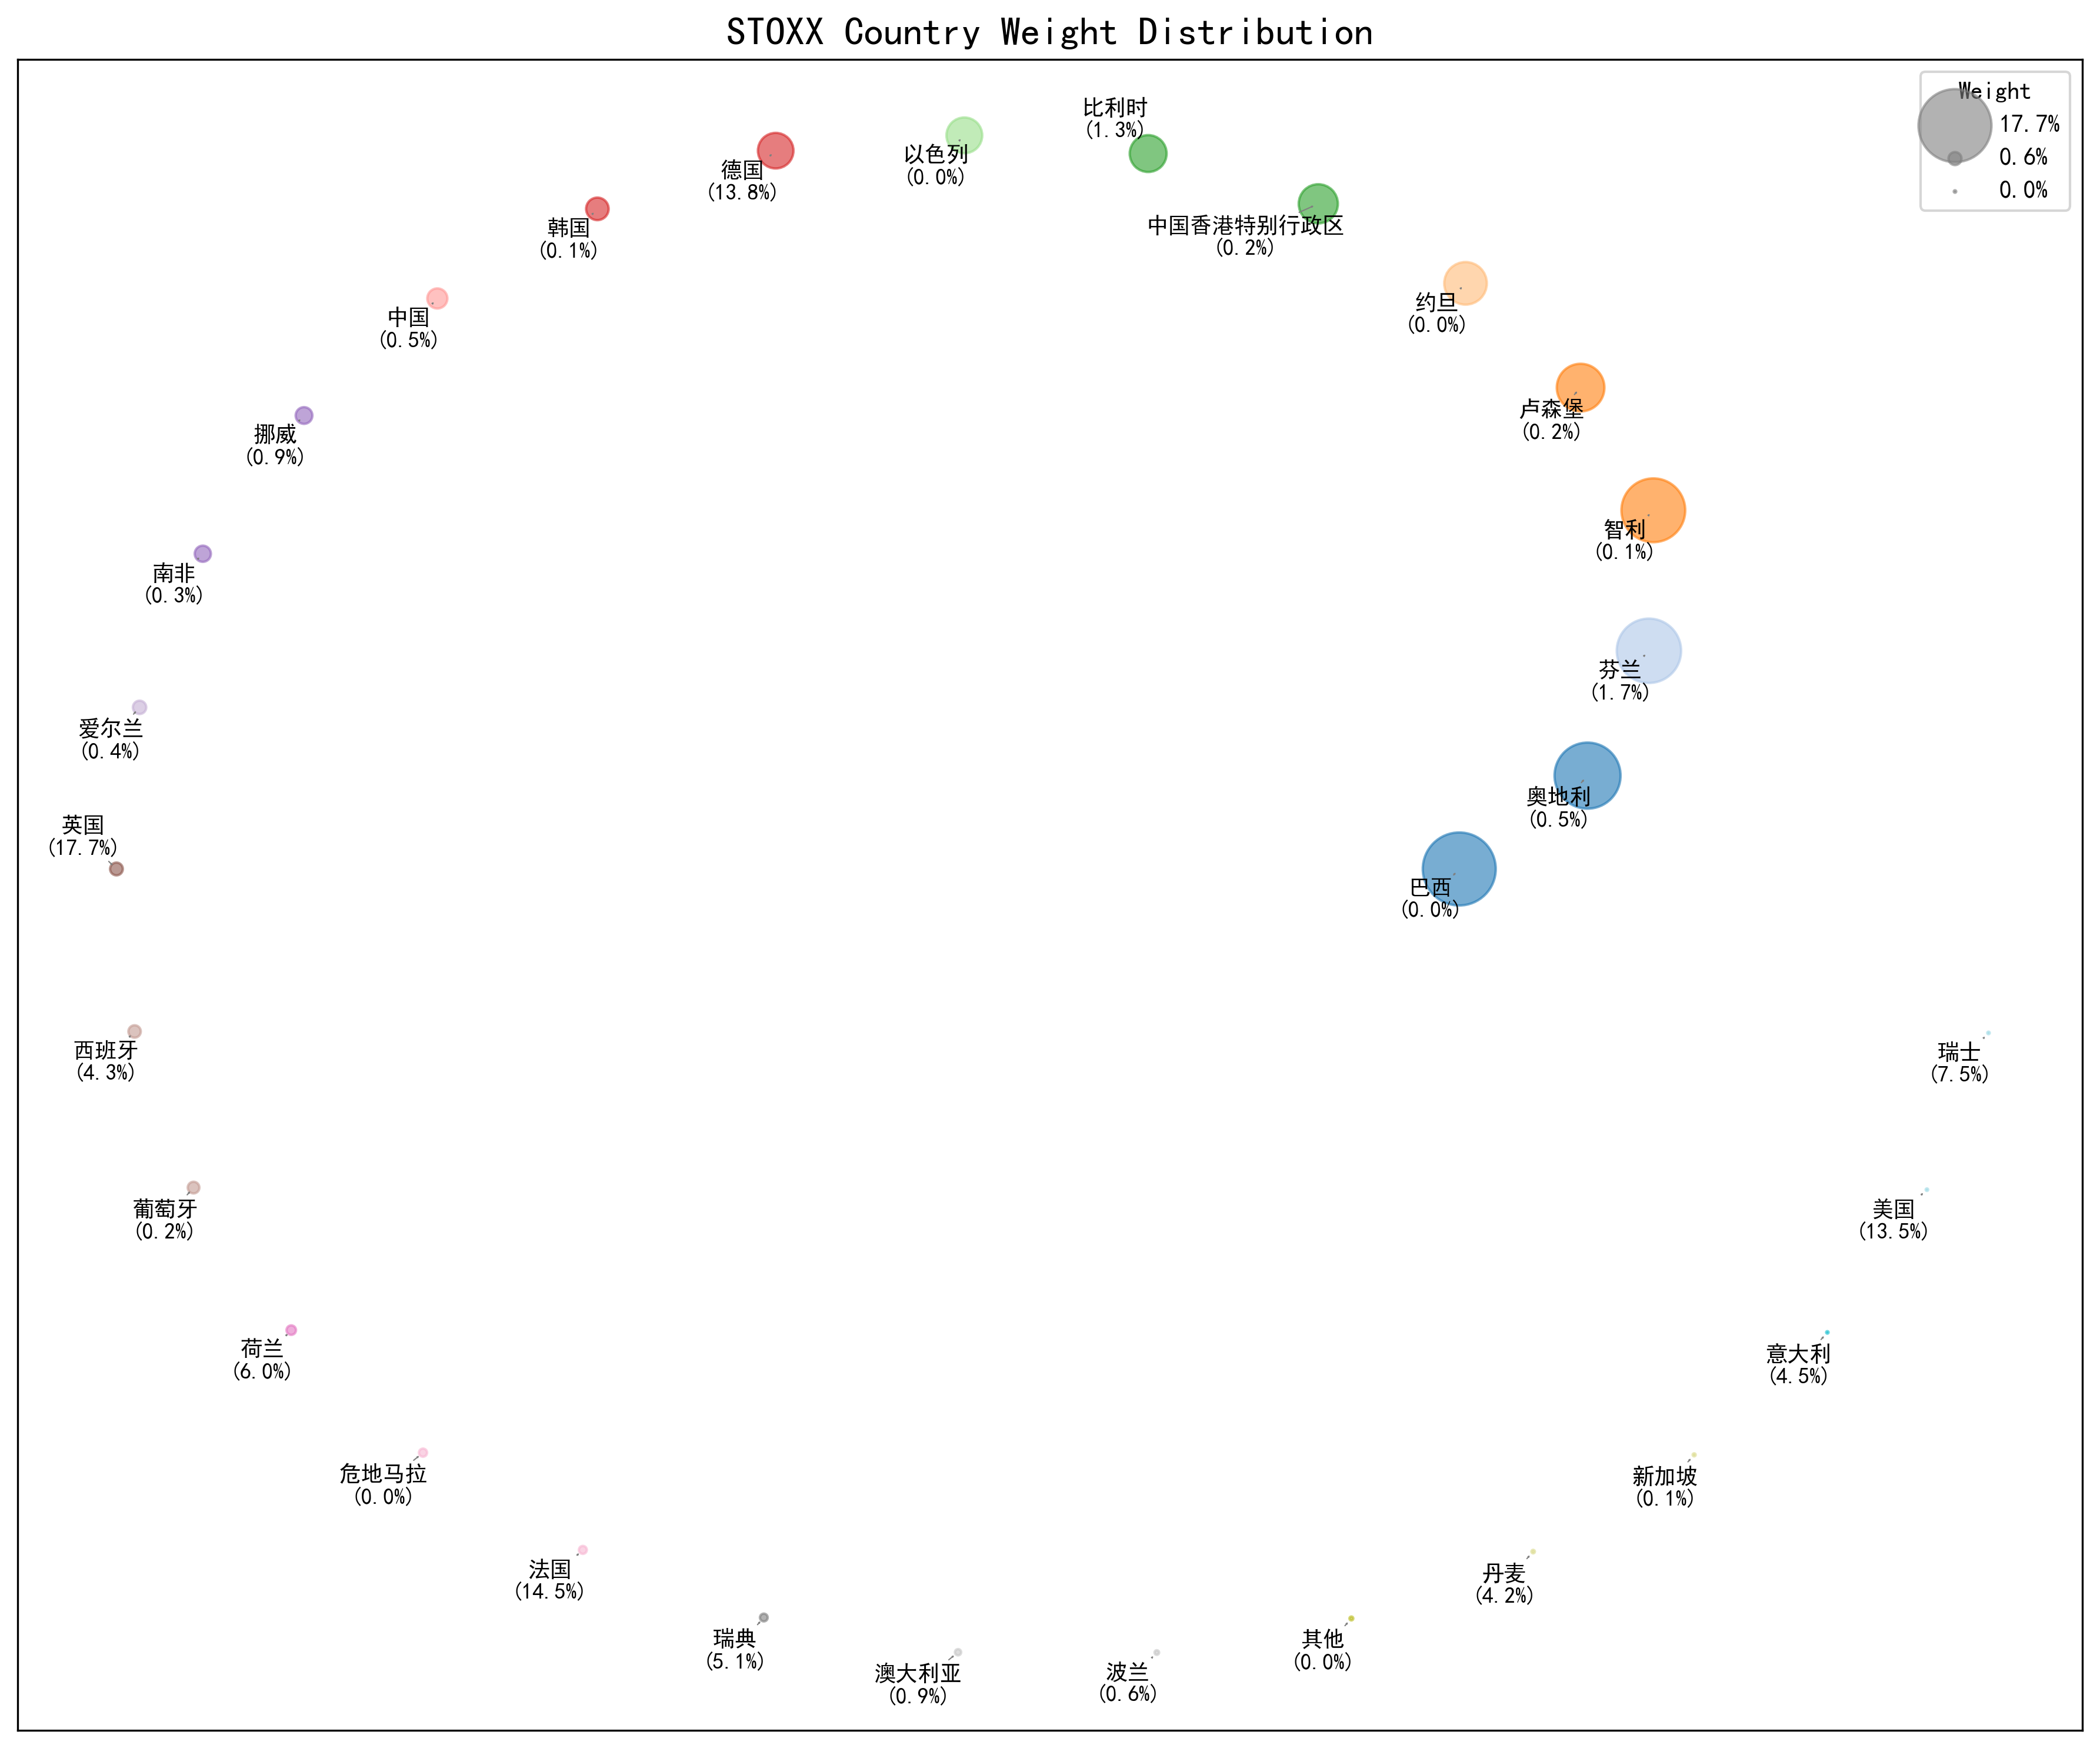 STOXX Country Weight Distribution
Weight
17.7%
0.6%
0.0%
比利时
(1.3%)
以色列
(0.0%)
德国
(13.8%)
中国香港特别行政区
(0.2%)
韩国
(0.1%)
约旦
(0.0%)
中国
(0.5%)
卢森堡
(0.2%)
挪威
(0.9%)
智利
(0.1%)
南非
(0.3%)
芬兰
(1.7%)
爱尔兰
(0.4%)
奥地利
(0.5%)
英国
(17.7%)
巴西
(0.0%)
西班牙
(4.3%)
瑞士
(7.5%)
葡萄牙
(0.2%)
美国
(13.5%)
荷兰
(6.0%)
意大利
(4.5%)
危地马拉
(0.0%)
新加坡
(0.1%)
法国
(14.5%)
丹麦
(4.2%)
瑞典
(5.1%)
其他
(0.0%)
澳大利亚
(0.9%)
波兰
(0.6%)